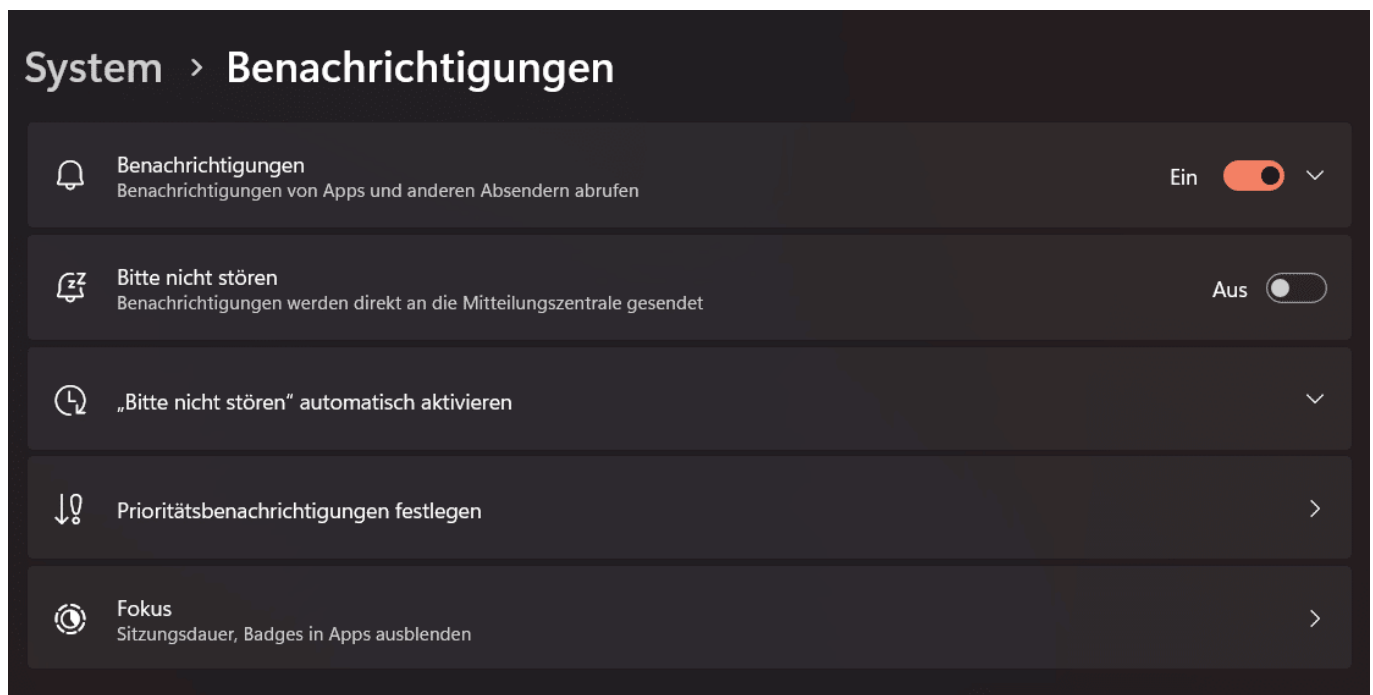 System > Benachrichtigungen
Benachrichtigungen
Benachrichtigungen von Apps und anderen Absendern abrufen
Ein
Bitte nicht stören
Benachrichtigungen werden direkt an die Mitteilungszentrale gesendet
Aus
„Bitte nicht stören“ automatisch aktivieren
Prioritätsbenachrichtigungen festlegen
Fokus
Sitzungsdauer, Badges in Apps ausblenden